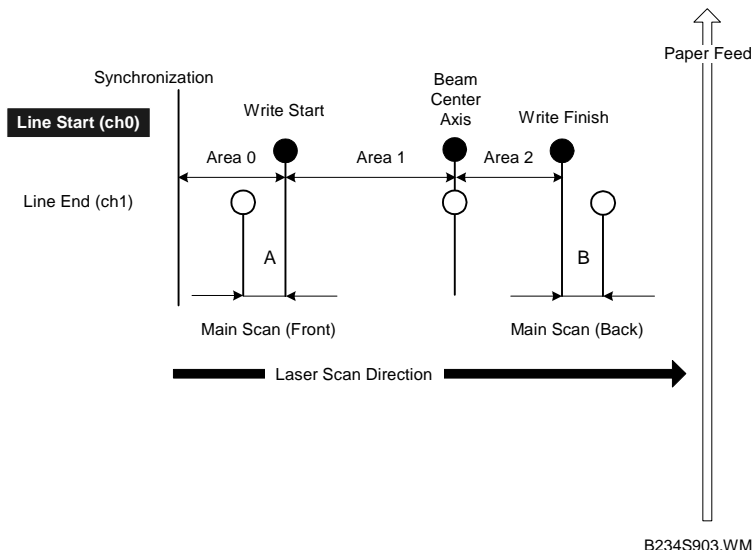 Paper Feed
Synchronization
Beam
Center
Axis
Write Start
Write Finish
Line Start (ch0)
Area 0
Area 1
Area 2
Line End (ch1)
A
B
Main Scan (Front)
Main Scan (Back)
Laser Scan Direction
B234S903.WM